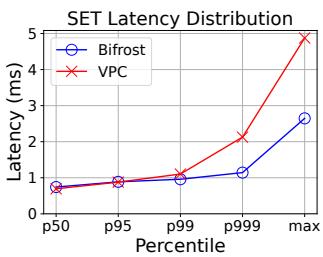 SET Latency Distribution
5
4
3
2
1
0
Latency (ms)
Bifrost
VPC
p50 p95 p99 p999 max
Percentile